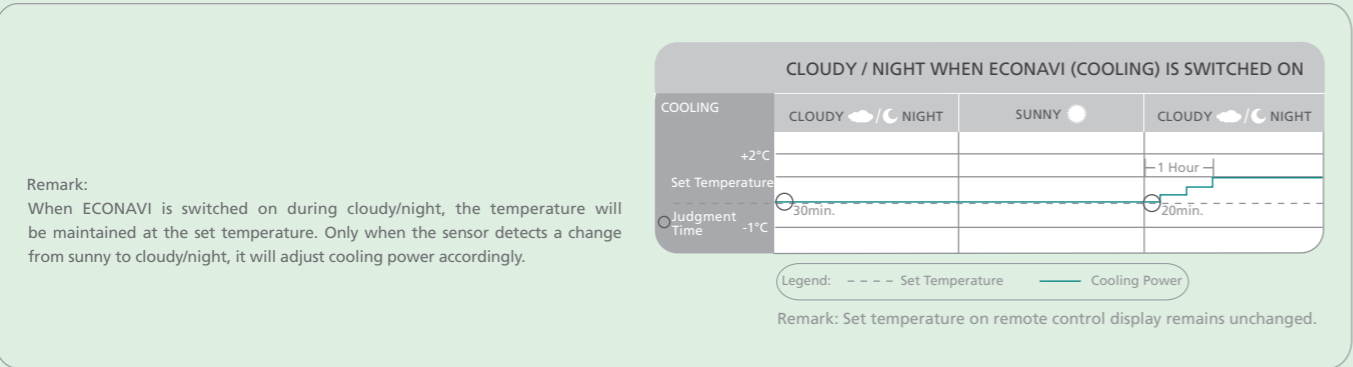 Remark:
When ECONAVI is switched on during cloudy/night, the temperature will
be maintained at the set temperature. Only when the sensor detects a change
from sunny to cloudy/night, it will adjust cooling power accordingly.
CLOUDY / NIGHT WHEN ECONAVI (COOLING) IS SWITCHED ON
COOLING
CLOUDY / NIGHT
SUNNY
CLOUDY / NIGHT
+2°C
1 Hour
Set Temperature
30min.
20min.
Judgment
Time
-1°C
Legend: Set Temperature Cooling Power
Remark: Set temperature on remote control display remains unchanged.